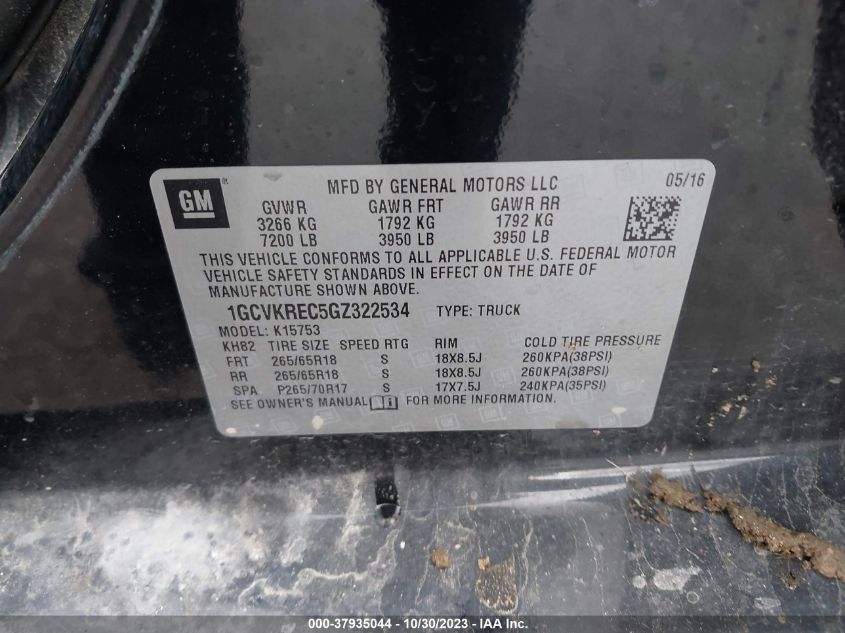 GM ® MFD BY GENERAL MOTORS LLC 05/16
GVWR GAWR FRT GAWR RR
3266 KG 1792 KG 1792 KG
7200 LB 3950 LB 3950 LB
THIS VEHICLE CONFORMS TO ALL APPLICABLE U.S. FEDERAL MOTOR
VEHICLE SAFETY STANDARDS IN EFFECT ON THE DATE OF
MANUFACTURE SHOWN ABOVE.
1GCVKREC5GZ322534 TYPE: TRUCK
MODEL: K15753
KH82 TIRE SIZE SPEED RTG RIM COLD TIRE PRESSURE
FRT 265/65R18 S 18X8.5J 260KPA(38PSI)
RR 265/65R18 S 18X8.5J 260KPA(38PSI)
SPA P265/70R17 S 17X7.5J 240KPA(35PSI)
SEE OWNER'S MANUAL FOR MORE INFORMATION.
000-37935044 - 10/30/2023 - IAA Inc.